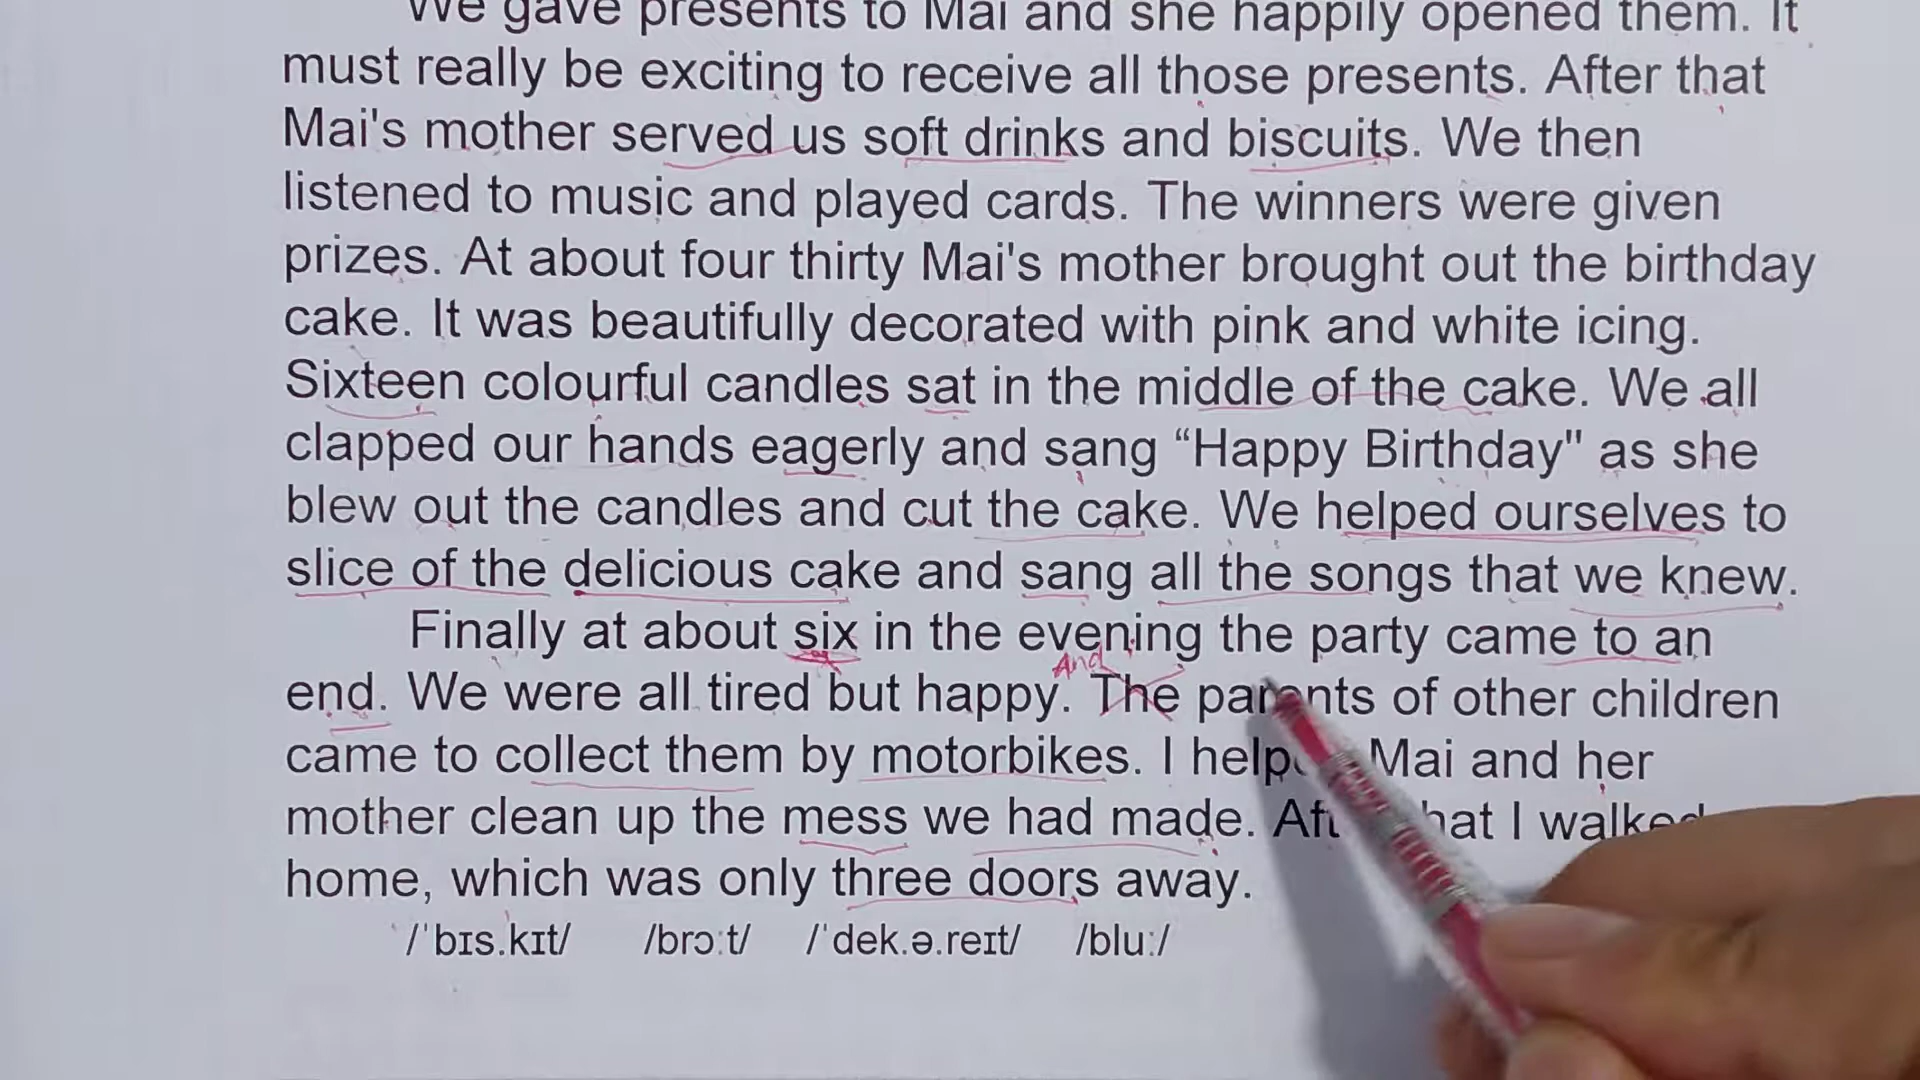 We gave presents to Mai and she happily opened them. It
must really be exciting to receive all those presents. After that
Mai's mother served us soft drinks and biscuits. We then
listened to music and played cards. The winners were given
prizes. At about four thirty Mai's mother brought out the birthday
cake. It was beautifully decorated with pink and white icing.
Sixteen colourful candles sat in the middle of the cake. We all
clapped our hands eagerly and sang “Happy Birthday" as she
blew out the candles and cut the cake. We helped ourselves to
slice of the delicious cake and sang all the songs that we knew.
Finally at about six in the evening the party came to an
And
end. We were all tired but happy. The parents of other children
came to collect them by motorbikes. I Mai and her
mother clean up the mess we had made. I walked
home, which was only three doors away.
/ˈbɪs.kɪt/ /brɔːt/ /ˈdek.ə.reɪt/ /bluː/